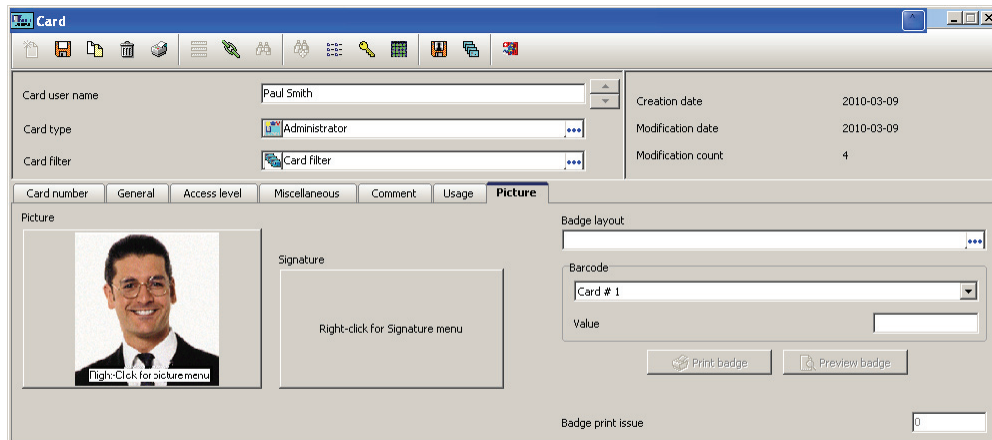 Card
Card user name
Paul Smith
Creation date
2010-03-09
Card type
Administrator
Modification date
2010-03-09
Card filter
Card filter
Modification count
4
Card number
General
Access level
Miscellaneous
Comment
Usage
Picture
Picture
Right-Click for picture menu
Signature
Right-click for Signature menu
Badge layout
Barcode
Card # 1
Value
Print badge
Preview badge
Badge print issue
0